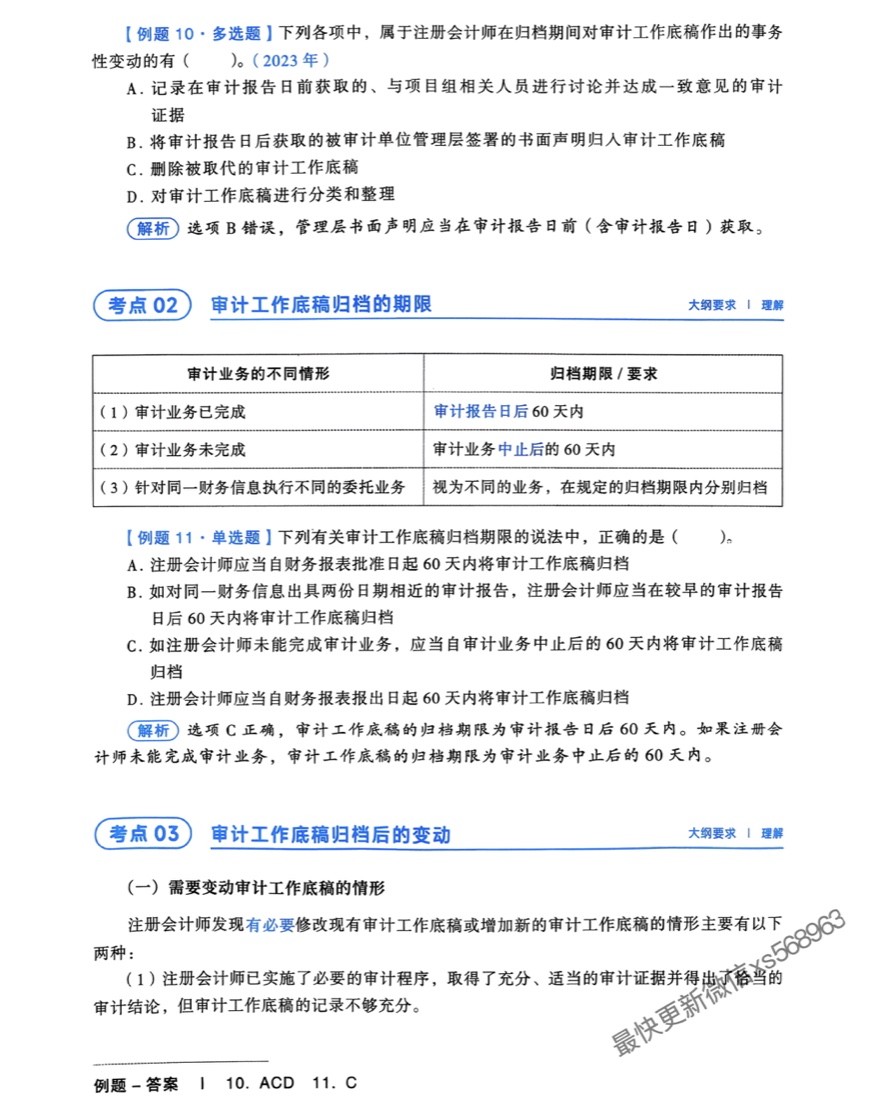 【例题 10·多选题】下列各项中，属于注册会计师在归档期间对审计工作底稿作出的事务
性变动的有（　　）。（2023 年）
A. 记录在审计报告日前获取的、与项目组相关人员进行讨论并达成一致意见的审计
证据
B. 将审计报告日后获取的被审计单位管理层签署的书面声明归入审计工作底稿
C. 删除被取代的审计工作底稿
D. 对审计工作底稿进行分类和整理
解析 选项 B 错误，管理层书面声明应当在审计报告日前（含审计报告日）获取。
考点 02 审计工作底稿归档的期限 大纲要求 | 理解
审计业务的不同情形 归档期限 / 要求
（1）审计业务已完成 审计报告日后 60 天内
（2）审计业务未完成 审计业务中止后的 60 天内
（3）针对同一财务信息执行不同的委托业务 视为不同的业务，在规定的归档期限内分别归档
【例题 11·单选题】下列有关审计工作底稿归档期限的说法中，正确的是（　　）。
A. 注册会计师应当自财务报表批准日起 60 天内将审计工作底稿归档
B. 如对同一财务信息出具两份日期相近的审计报告，注册会计师应当在较早的审计报告
日后 60 天内将审计工作底稿归档
C. 如注册会计师未能完成审计业务，应当自审计业务中止后的 60 天内将审计工作底稿
归档
D. 注册会计师应当自财务报表报出日起 60 天内将审计工作底稿归档
解析 选项 C 正确，审计工作底稿的归档期限为审计报告日后 60 天内。如果注册会
计师未能完成审计业务，审计工作底稿的归档期限为审计业务中止后的 60 天内。
考点 03 审计工作底稿归档后的变动 大纲要求 | 理解
（一）需要变动审计工作底稿的情形
注册会计师发现有必要修改现有审计工作底稿或增加新的审计工作底稿的情形主要有以下
两种：
（1）注册会计师已实施了必要的审计程序，取得了充分、适当的审计证据并得出了恰当的
审计结论，但审计工作底稿的记录不够充分。
最快更新微信xs568963
例题 – 答案 | 10. ACD 11. C